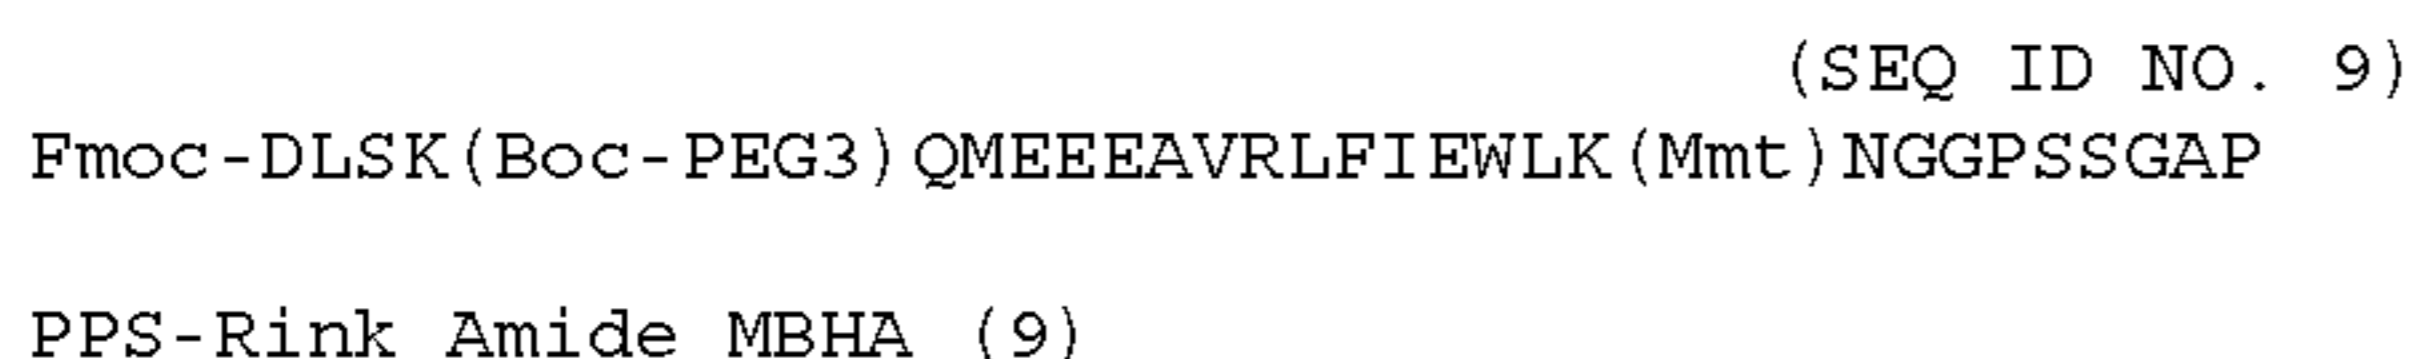 (SEQ ID NO. 9)
Fmoc-DLSK(Boc-PEG3)QMEEEAVRLFIEWLK(Mmt)NGGPSSGAP
PPS-Rink Amide MBHA (9)